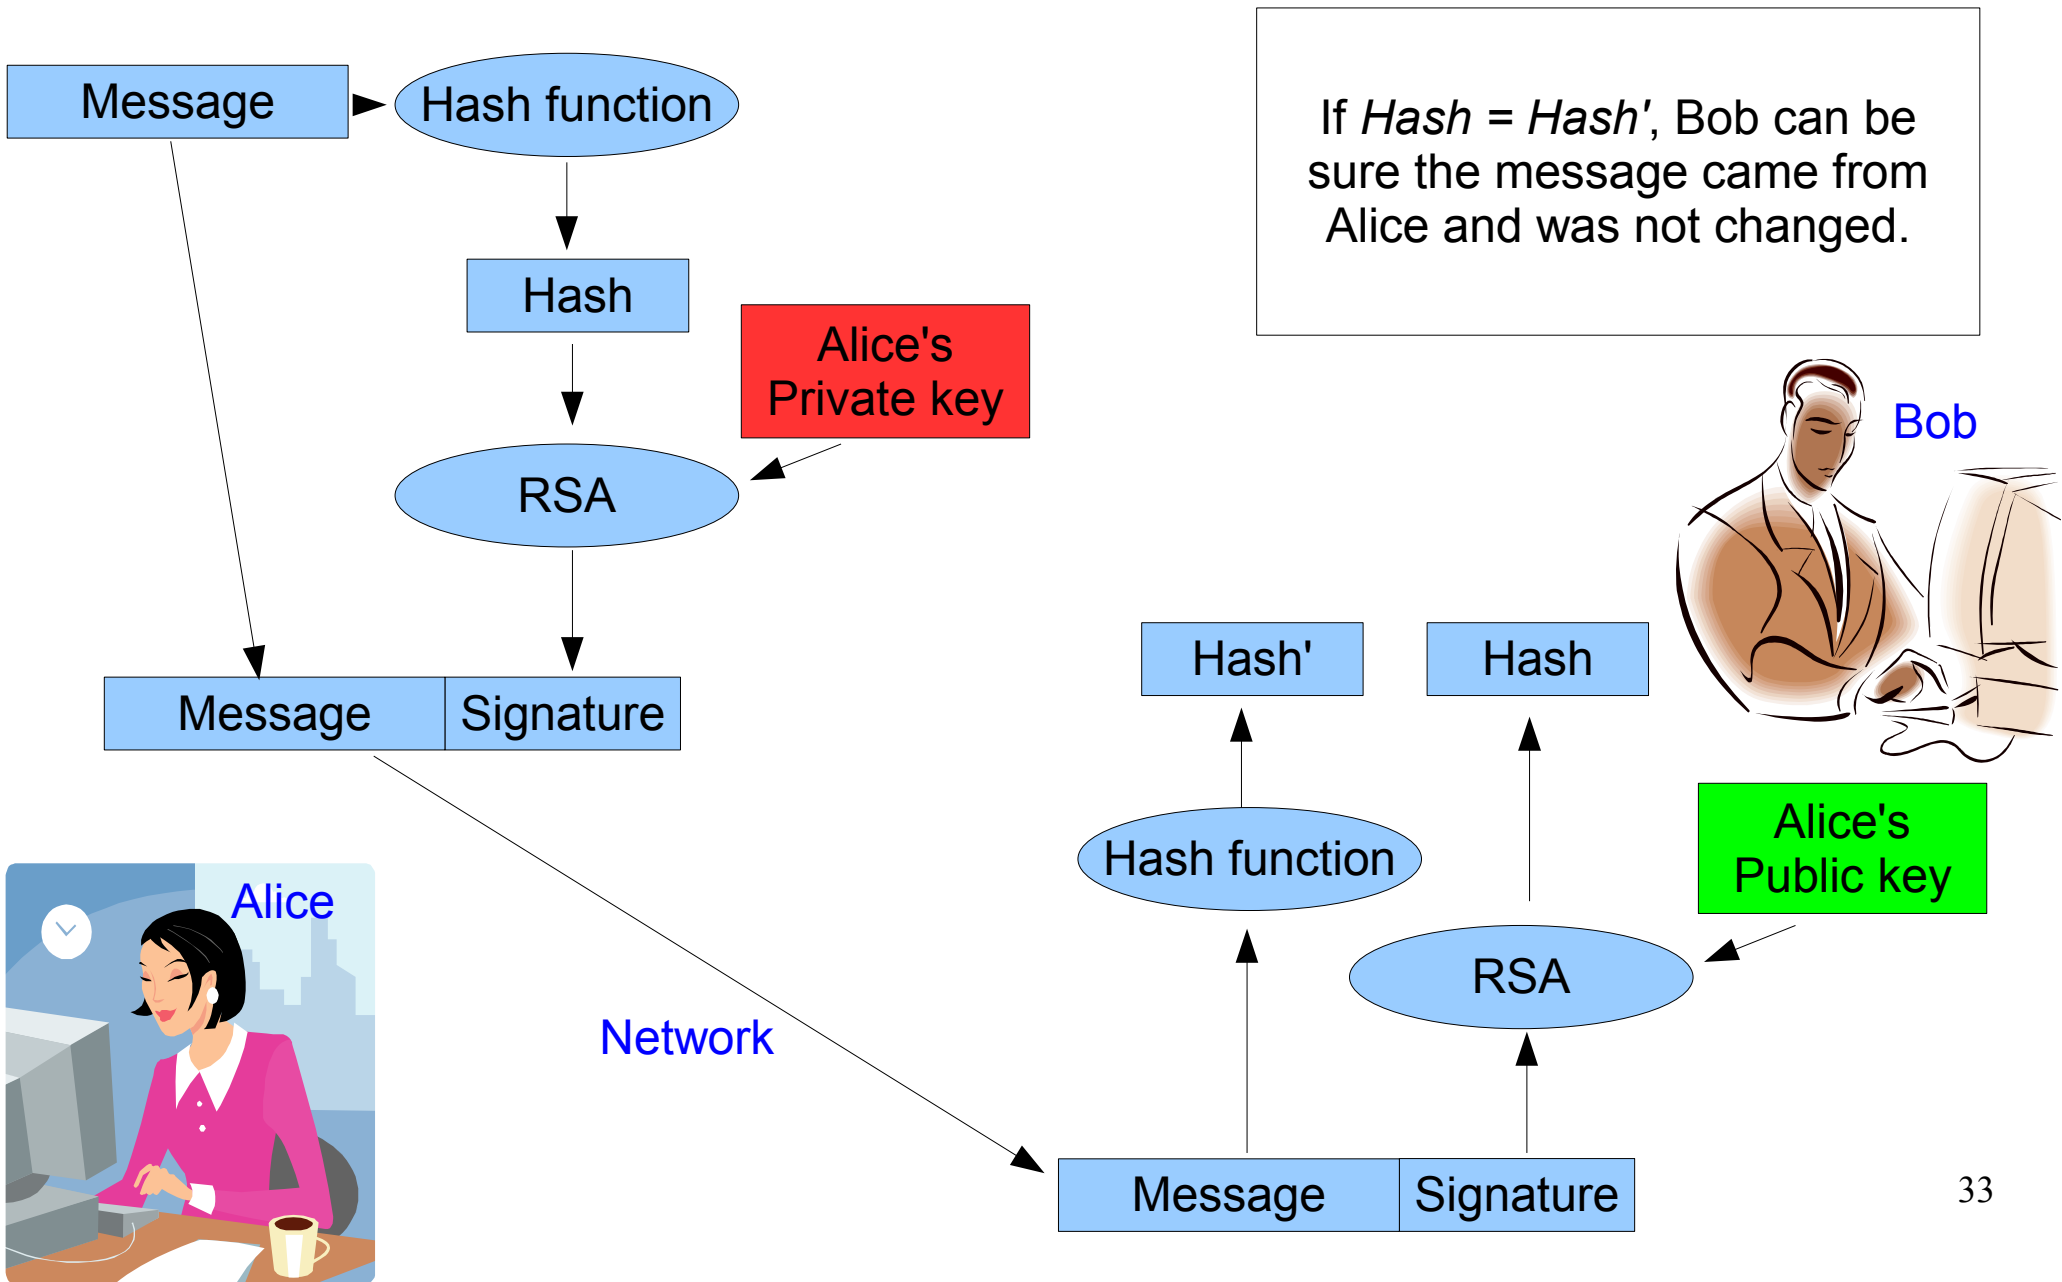 Message
Hash function
Hash
Alice's
Private key
RSA
Message
Signature
Alice
Network
If Hash = Hash', Bob can be
sure the message came from
Alice and was not changed.
Bob
Hash'
Hash
Hash function
Alice's
Public key
RSA
Message
Signature
33